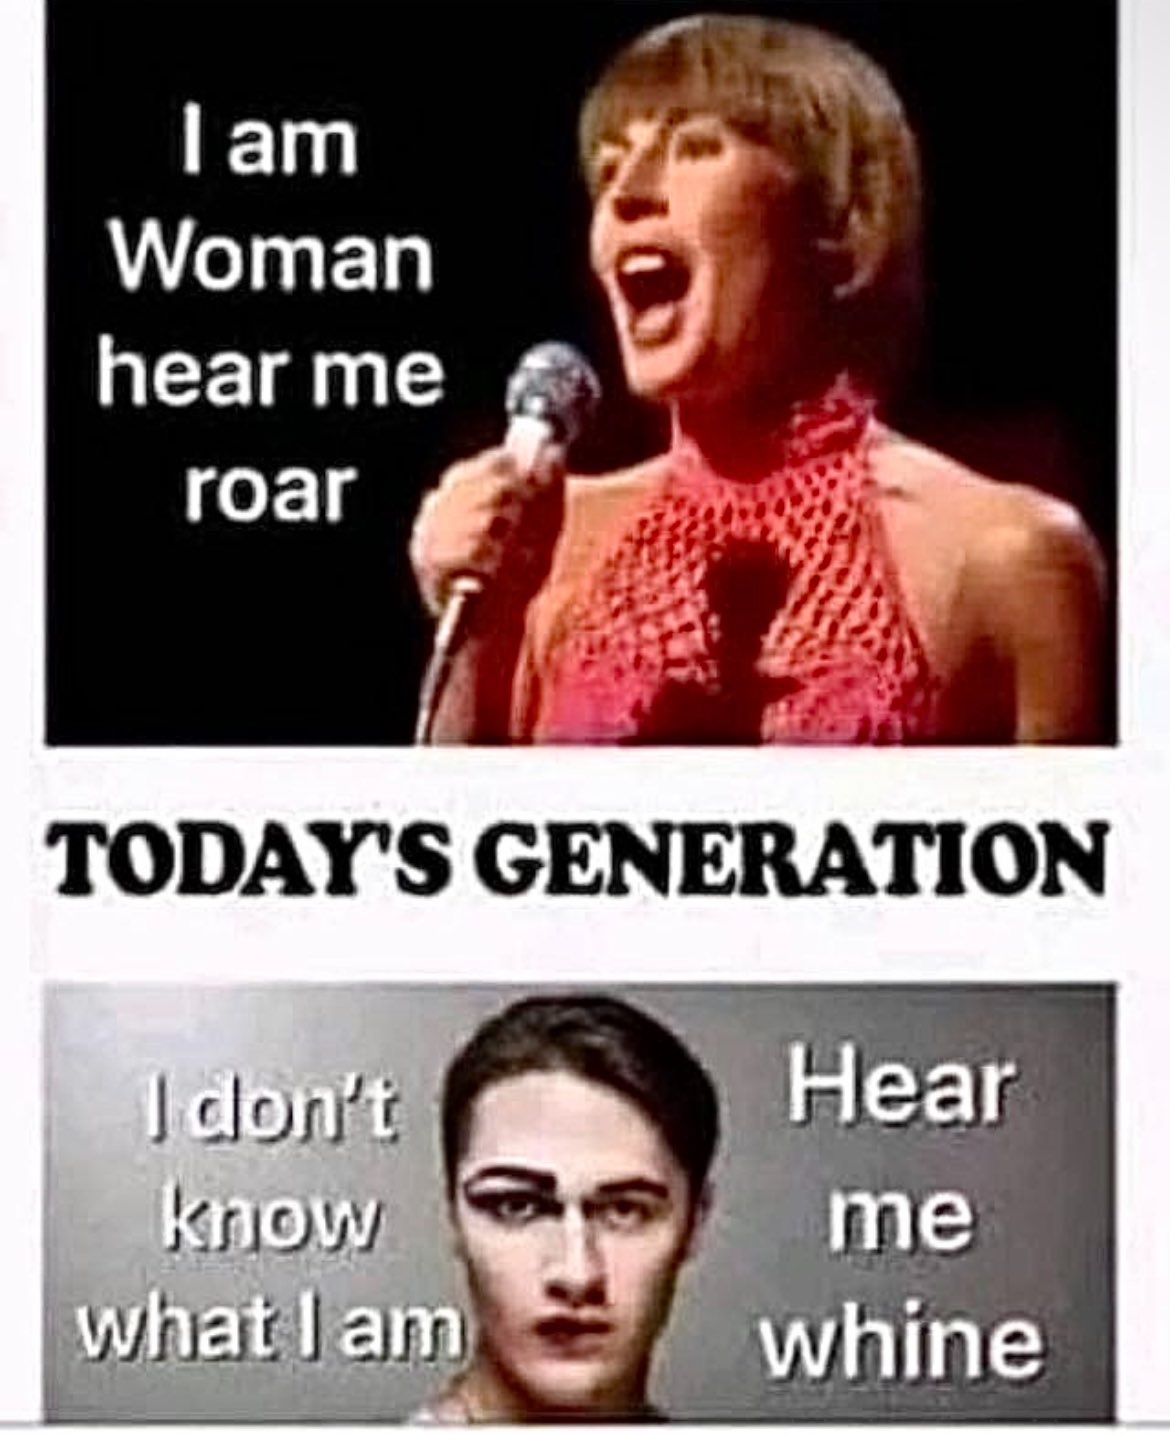 I am
Woman
hear me
roar
TODAY'S GENERATION
I don't
know
what I am
Hear
me
whine